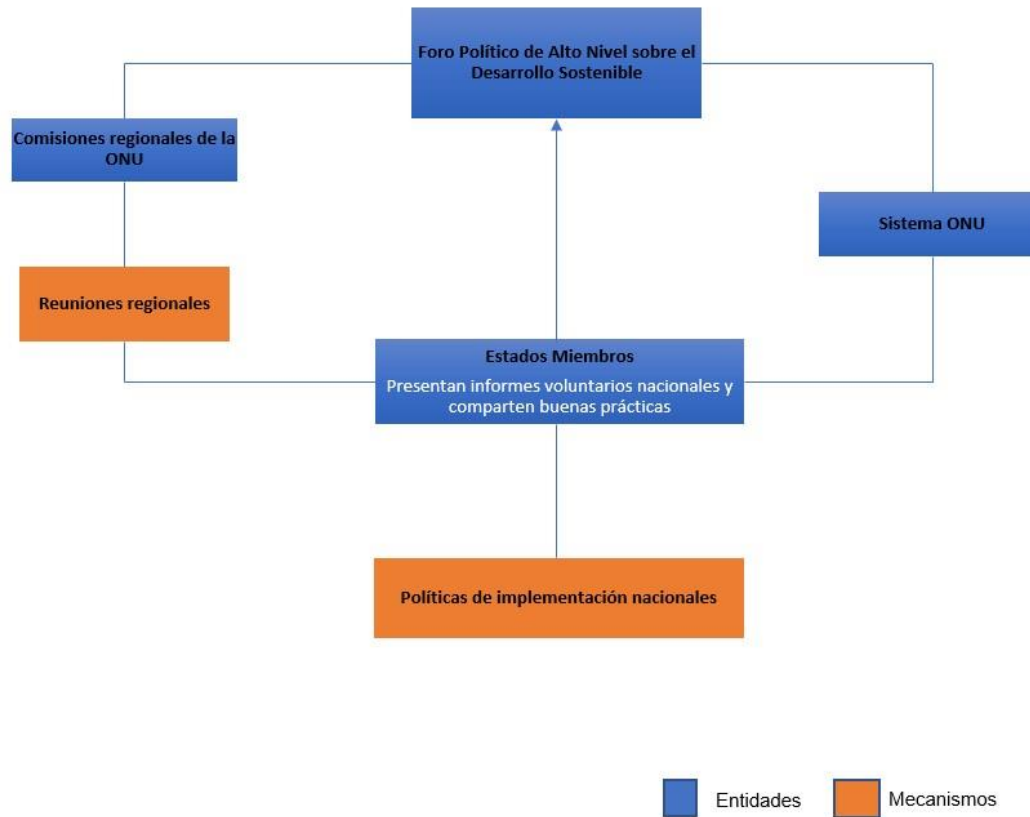 Foro Político de Alto Nivel sobre el
Desarrollo Sostenible
Comisiones regionales de la
ONU
Sistema ONU
Reuniones regionales
Estados Miembros
Presentan informes voluntarios nacionales y
comparten buenas prácticas
Políticas de implementación nacionales
Entidades
Mecanismos